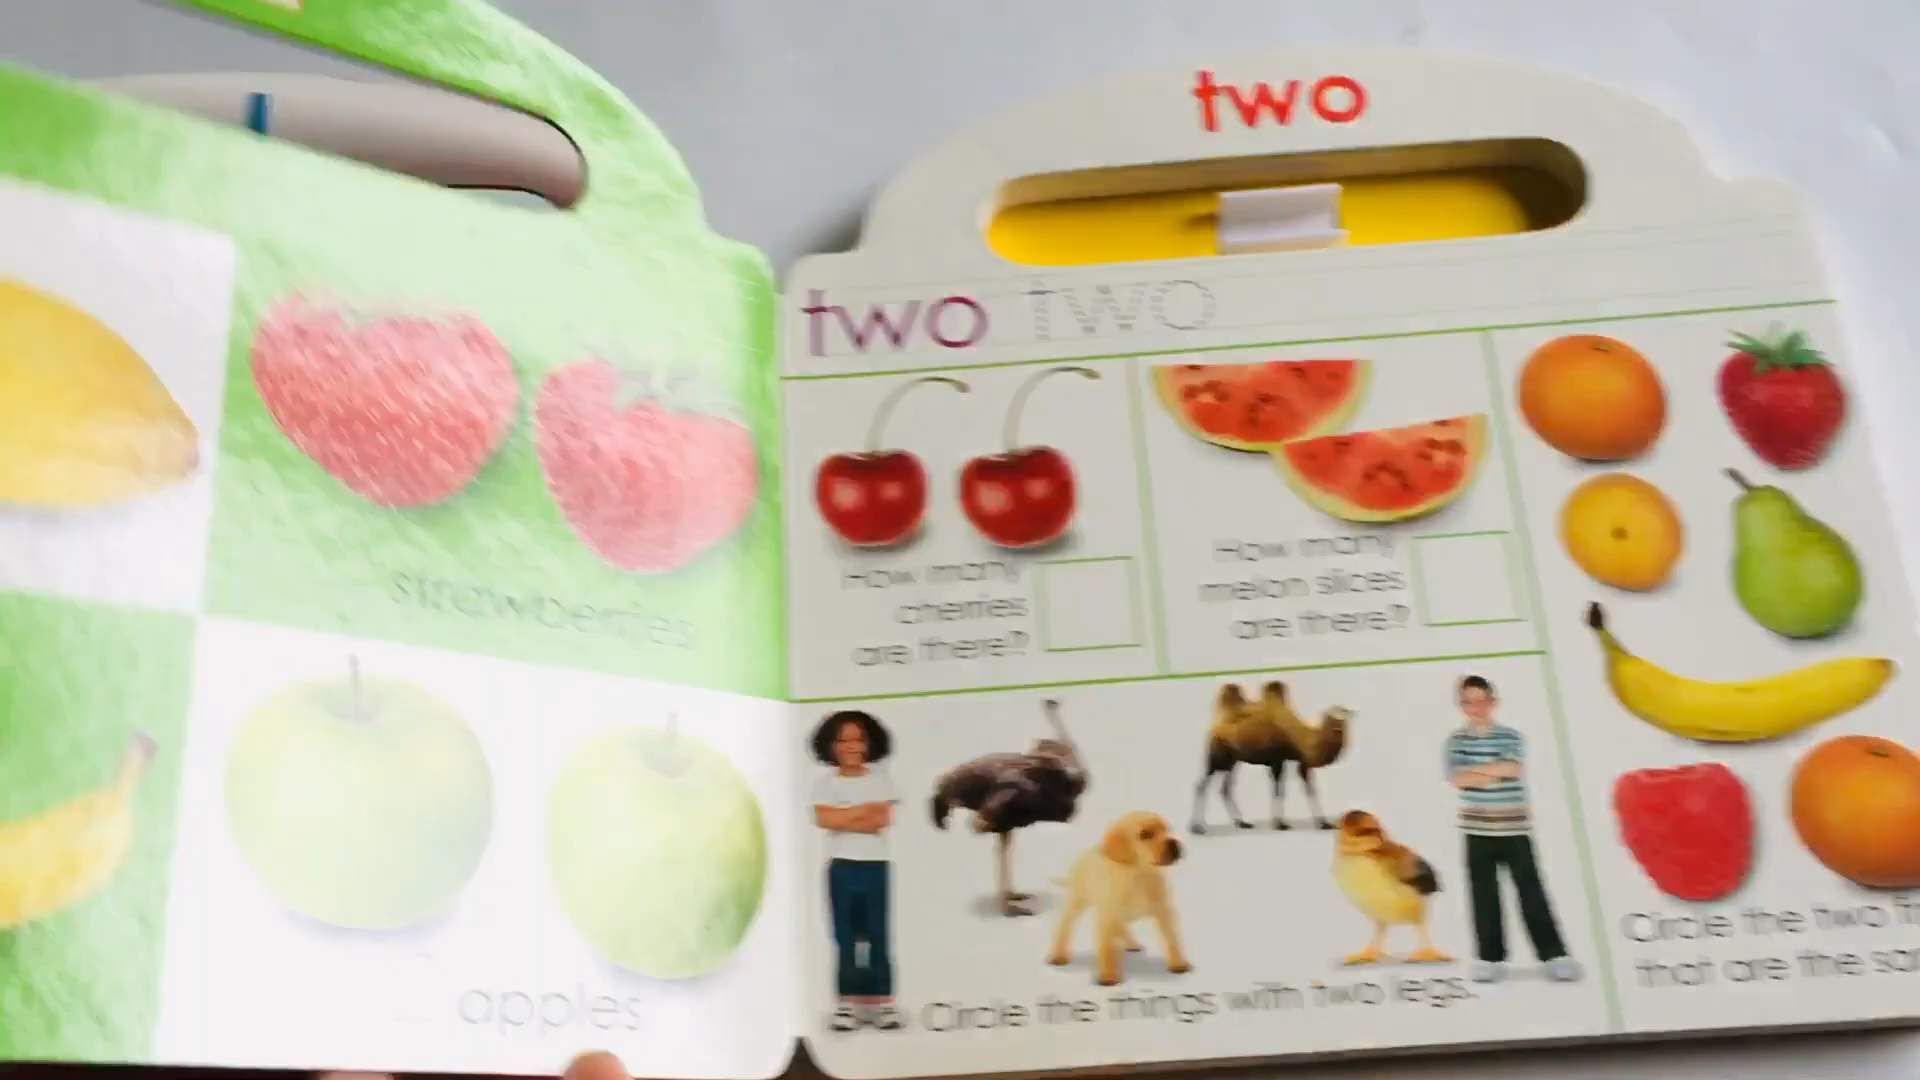 strawberries
apples
two
two two
How many
cherries
are there?
How many
melon slices
are there?
Circle the things with two legs.
Circle the two
that are the